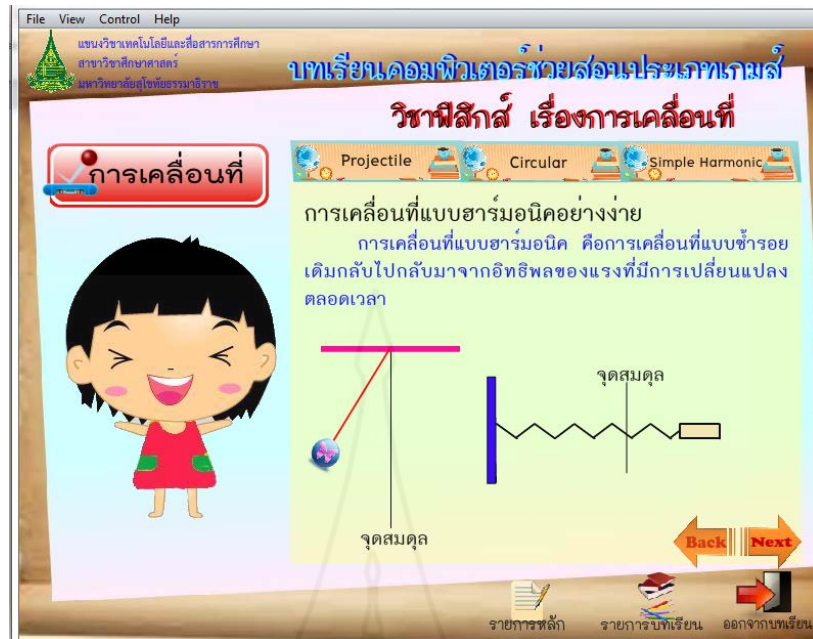 File View Control Help
แขนงวิชาเทคโนโลยีและสื่อสารการศึกษา
สาขาวิชาศึกษาศาสตร์
มหาวิทยาลัยสุโขทัยธรรมาธิราช
บทเรียนคอมพิวเตอร์ช่วยสอนประเภทเกมส์
วิชาฟิสิกส์ เรื่องการเคลื่อนที่
การเคลื่อนที่
Projectile
Circular
Simple Harmonic
การเคลื่อนที่แบบฮาร์มอนิคอย่างง่าย
การเคลื่อนที่แบบฮาร์มอนิค คือการเคลื่อนที่แบบซ้ำรอย
เดิมกลับไปกลับมาจากอิทธิพลของแรงที่มีการเปลี่ยนแปลง
ตลอดเวลา
จุดสมดุล
จุดสมดุล
Back Next
รายการหลัก
รายการบทเรียน
ออกจากบทเรียน